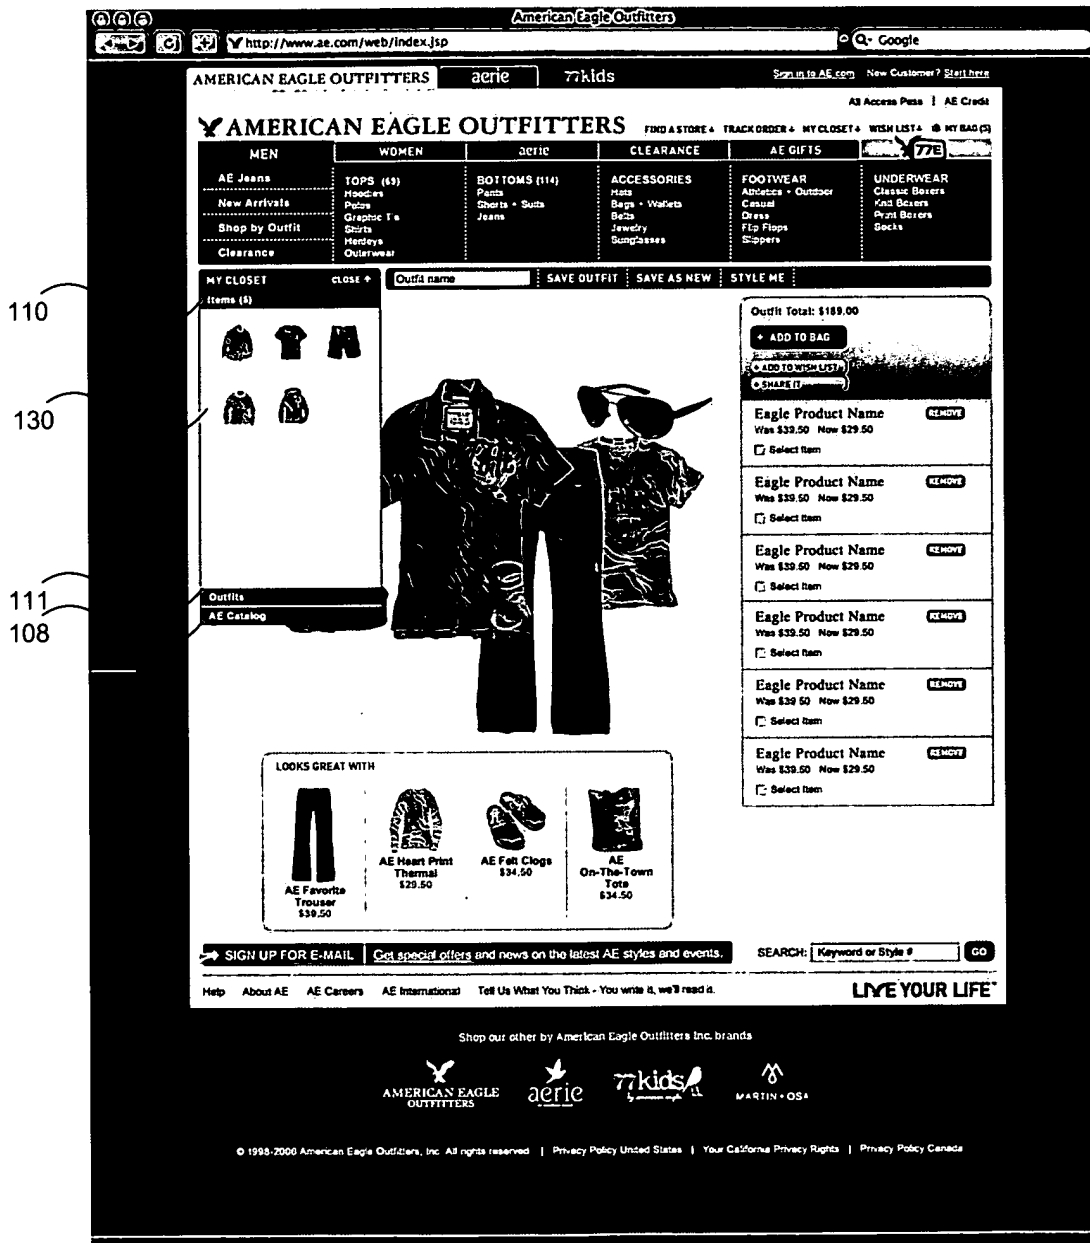 American Eagle Outfitters
http://www.ae.com/web/index.jsp
Google
AMERICAN EAGLE OUTFITTERS
aerie
77kids
Sign in to AE.com New Customer? Start here
All Access Pass | AE Credit
AMERICAN EAGLE OUTFITTERS
FIND A STORE TRACK ORDER MY CLOSET WISH LIST MY BAG (5)
MEN
WOMEN
aerie
CLEARANCE
AE GIFTS
77E
AE Jeans
New Arrivals
Shop by Outfit
Clearance
TOPS (63)
Hoodies
Polos
Graphic T's
Shirts
Henleys
Outerwear
BOTTOMS (114)
Pants
Shorts + Suits
Jeans
ACCESSORIES
Hats
Bags + Wallets
Belts
Jewelry
Sunglasses
FOOTWEAR
Athletics + Outdoor
Casual
Dress
Flip Flops
Slippers
UNDERWEAR
Classic Boxers
Knit Boxers
Print Boxers
Socks
110
MY CLOSET CLOSE
Items (5)
130
111
Outfits
108
AE Catalog
Outfit name
SAVE OUTFIT
SAVE AS NEW
STYLE ME
Outfit Total: $189.00
+ ADD TO BAG
+ ADD TO WISH LIST
+ SHARE IT
Eagle Product Name REMOVE
Was $39.50 Now $29.50
Select Item
Eagle Product Name REMOVE
Was $39.50 Now $29.50
Select Item
Eagle Product Name REMOVE
Was $39.50 Now $29.50
Select Item
Eagle Product Name REMOVE
Was $39.50 Now $29.50
Select Item
Eagle Product Name REMOVE
Was $39.50 Now $29.50
Select Item
Eagle Product Name REMOVE
Was $39.50 Now $29.50
Select Item
LOOKS GREAT WITH
AE Favorite
Trouser
$39.50
AE Heart Print
Thermal
$29.50
AE Felt Clogs
$34.50
AE
On-The-Town
Tote
$34.50
SIGN UP FOR E-MAIL
Get special offers and news on the latest AE styles and events.
SEARCH: Keyword or Style # GO
Help About AE AE Careers AE International Tell Us What You Think - You write it, we'll read it.
LIVE YOUR LIFE
Shop our other by American Eagle Outfitters Inc. brands
AMERICAN EAGLE
OUTFITTERS
aerie
77kids
by american eagle
MARTIN + OSA
© 1998-2006 American Eagle Outfitters, Inc. All rights reserved | Privacy Policy United States | Your California Privacy Rights | Privacy Policy Canada